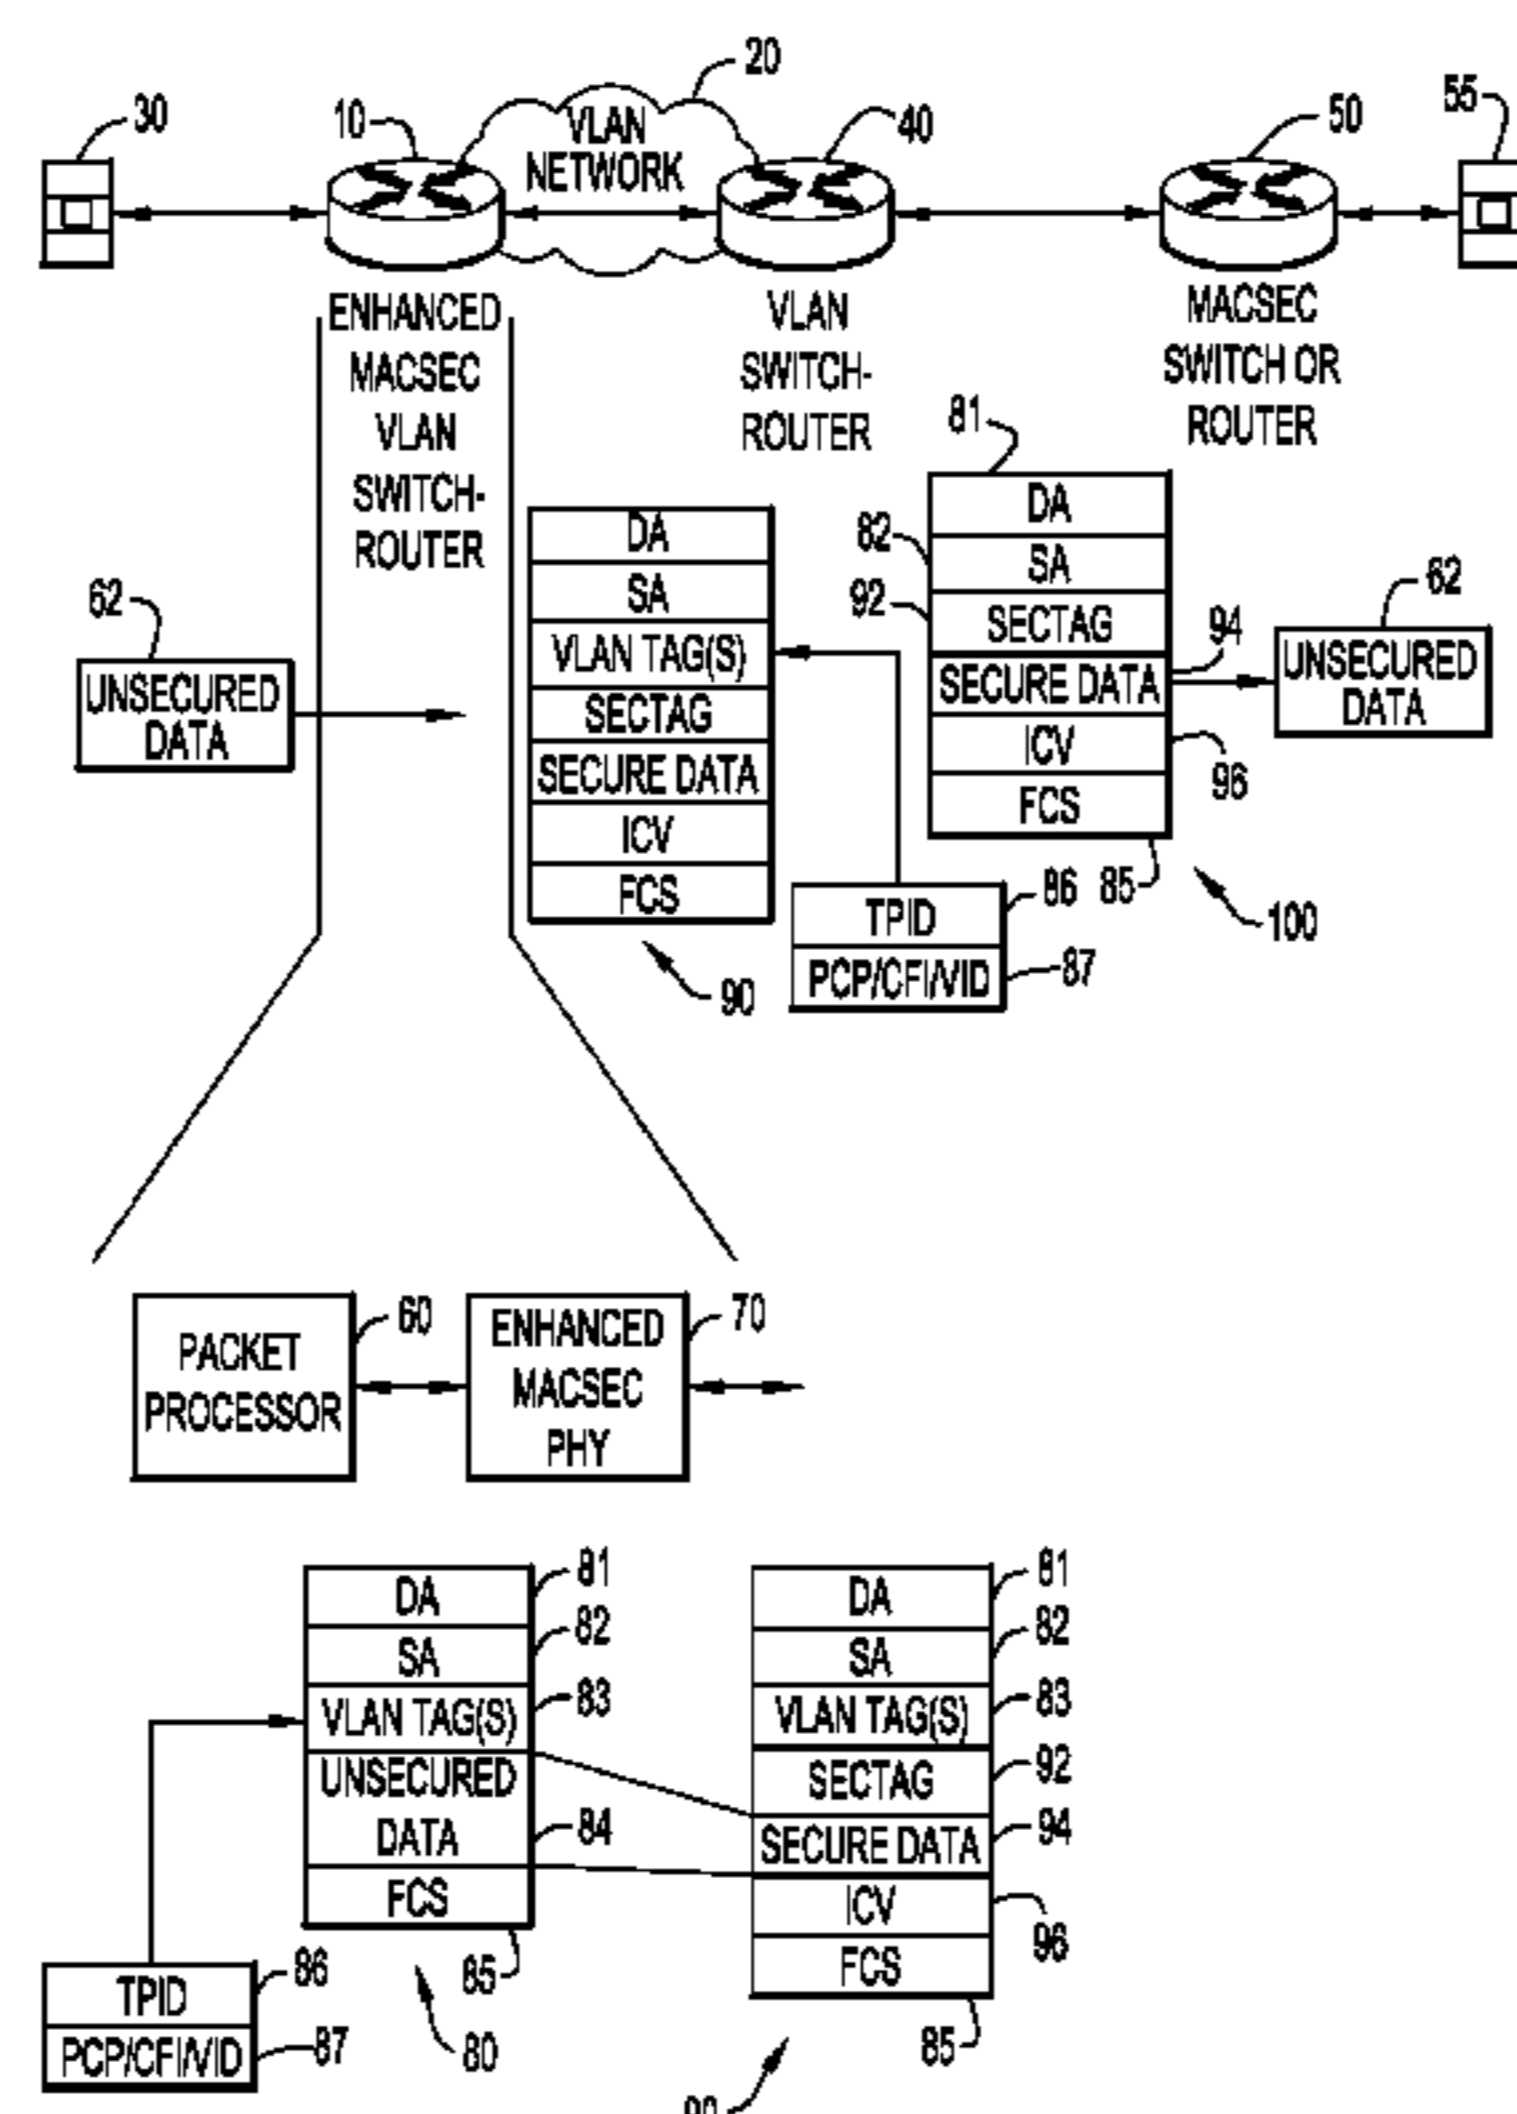 20
55
30
10
VLAN
NETWORK
40
50
ENHANCED
MACSEC
VLAN
SWITCH-
ROUTER
VLAN
SWITCH-
ROUTER
MACSEC
SWITCH OR
ROUTER
81
DA
SA
SECTAG
SECURE DATA
ICV
FCS
82
92
94
96
85
100
DA
SA
VLAN TAG(S)
SECTAG
SECURE DATA
ICV
FCS
90
62
UNSECURED
DATA
62
UNSECURED
DATA
TPID
86
PCP/CFI/VID
87
PACKET
PROCESSOR
60
ENHANCED
MACSEC
PHY
70
DA
81
SA
82
VLAN TAG(S)
83
UNSECURED
DATA
84
FCS
85
80
TPID
86
PCP/CFI/VID
87
DA
81
SA
82
VLAN TAG(S)
83
SECTAG
92
SECURE DATA
94
ICV
96
FCS
85